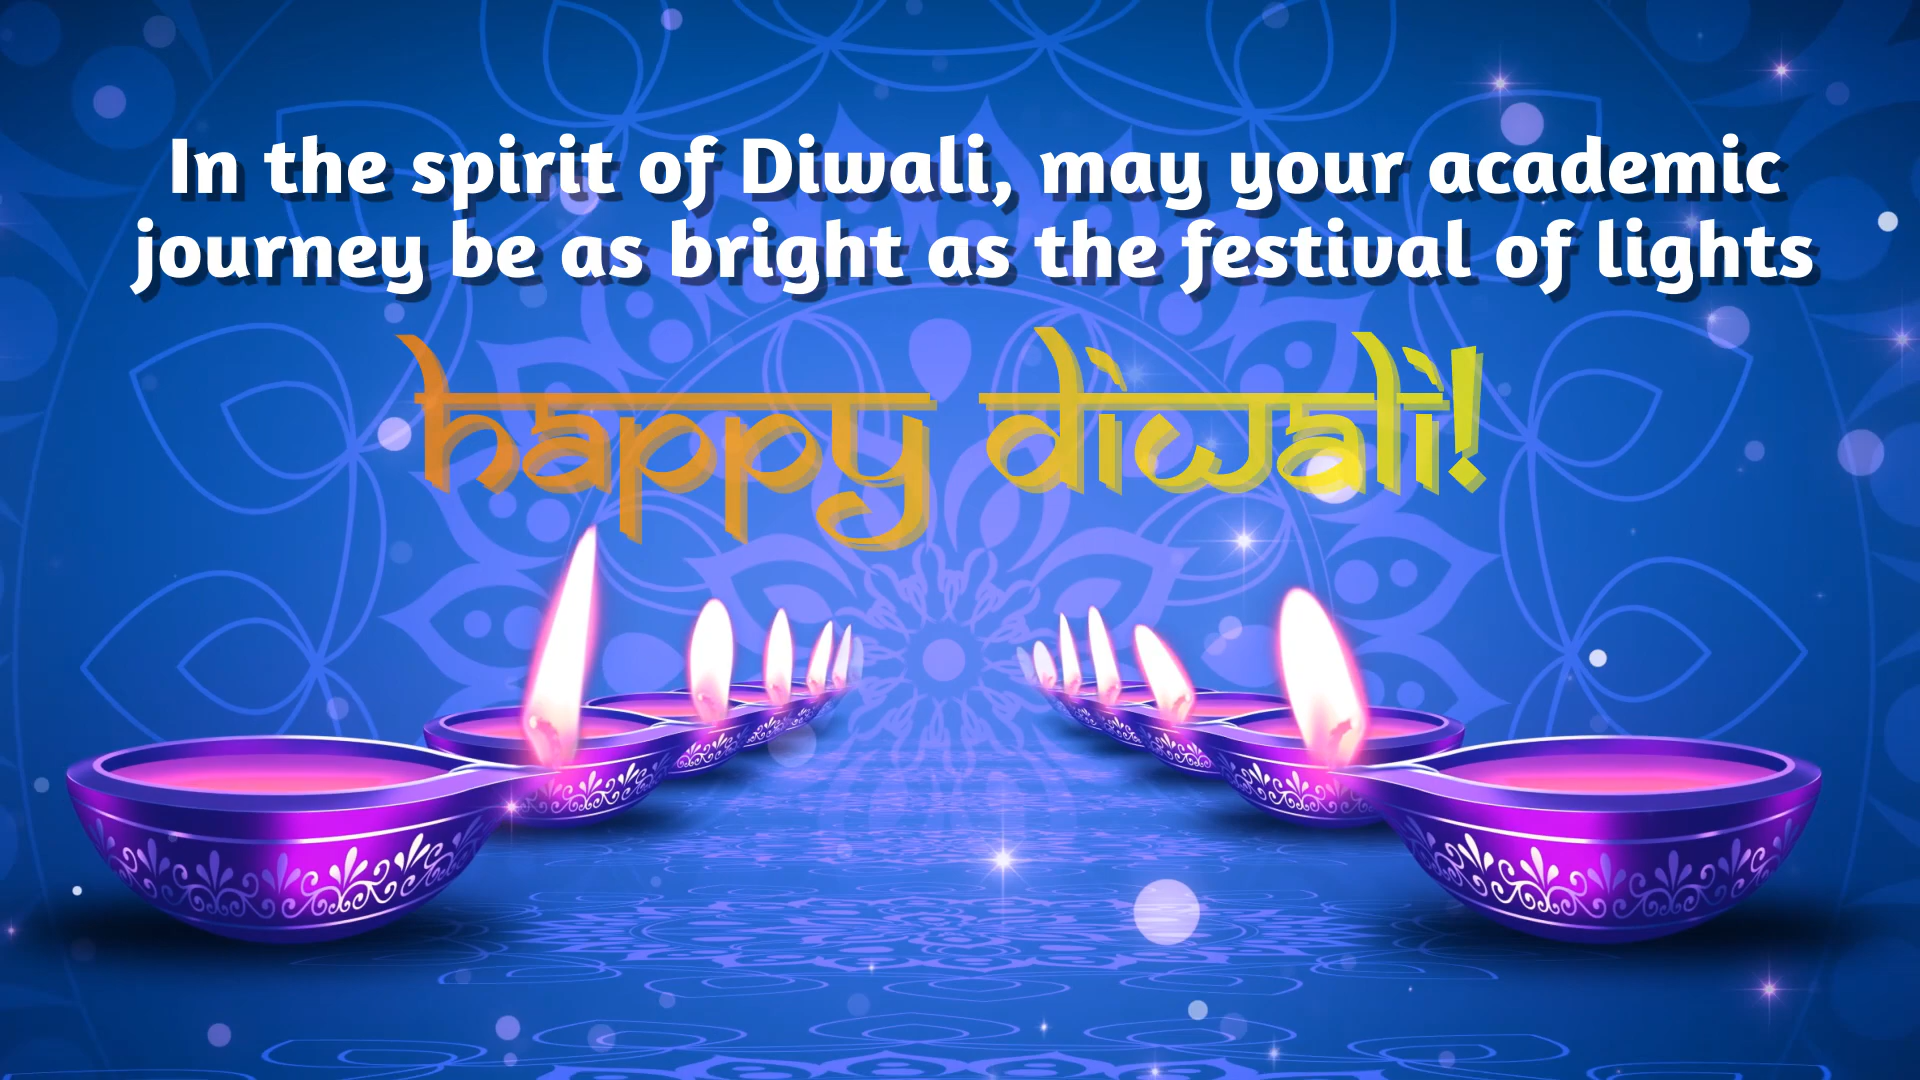 In the spirit of Diwali, may your academic
journey be as bright as the festival of lights
happy diwali!